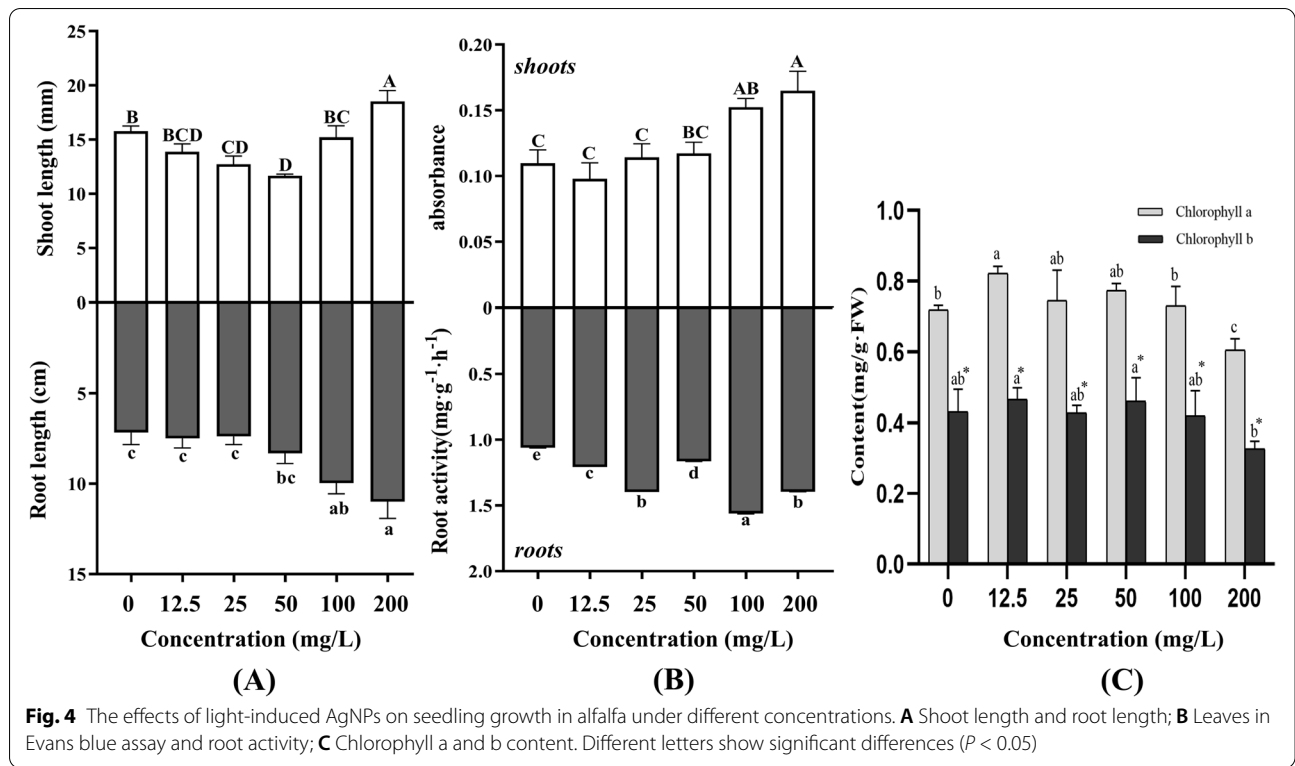 20
15
10
5
0
5
10
15
Shoot length (mm)
Root length (cm)
B
BCD
CD
D
BC
A
c
c
c
bc
ab
a
0 12.5 25 50 100 200
Concentration (mg/L)
(A)
0.20
0.15
0.10
0.05
0
0.5
1.0
1.5
2.0
absorbance
Root activity(mg·g⁻¹·h⁻¹)
shoots
C
C
C
BC
AB
A
e
c
b
d
a
b
roots
0 12.5 25 50 100 200
Concentration (mg/L)
(B)
1.0
0.8
0.6
0.4
0.2
0.0
Content(mg/g·FW)
Chlorophyll a
Chlorophyll b
b
a
ab
ab
b
c
ab*
a*
ab*
a*
ab*
b*
0 12.5 25 50 100 200
Concentration (mg/L)
(C)
Fig. 4 The effects of light-induced AgNPs on seedling growth in alfalfa under different concentrations. A Shoot length and root length; B Leaves in
Evans blue assay and root activity; C Chlorophyll a and b content. Different letters show significant differences (P < 0.05)